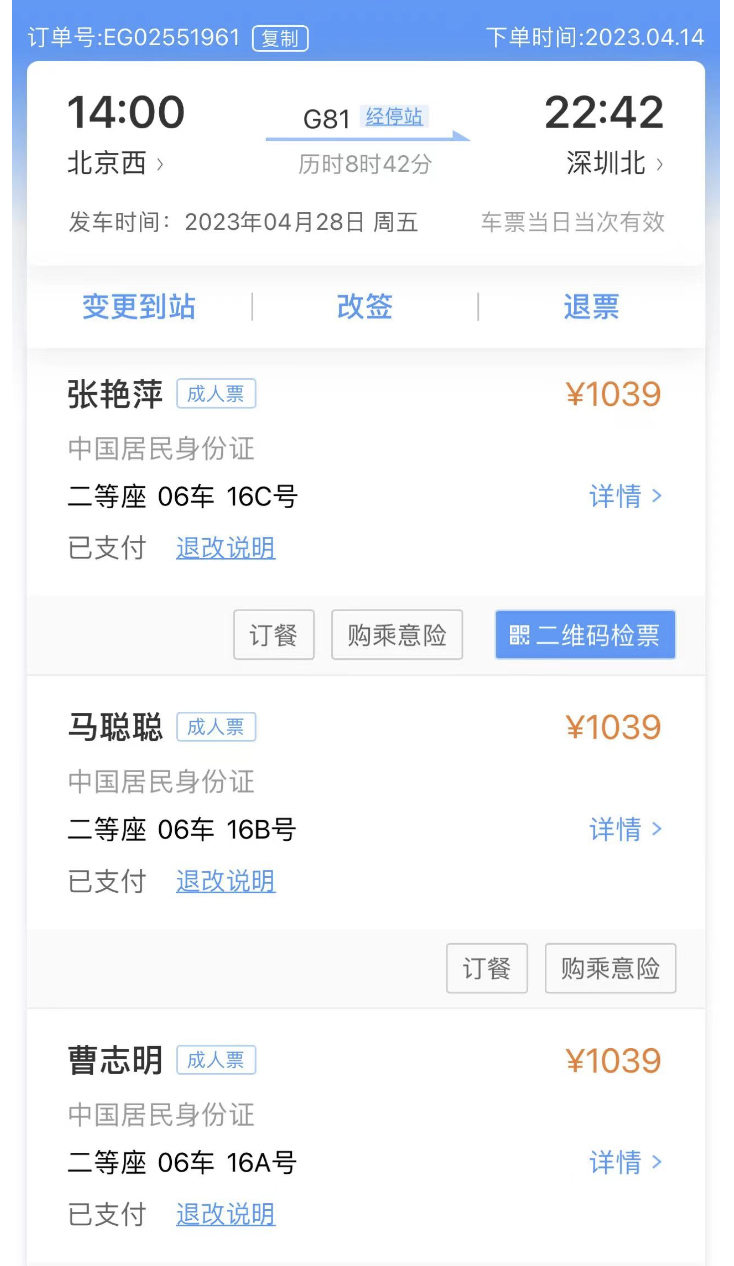 订单号:EG02551961 复制 下单时间:2023.04.14
14:00 G81 经停站 22:42
北京西 › 历时8时42分 深圳北 ›
发车时间：2023年04月28日 周五 车票当日当次有效
变更到站 | 改签 | 退票
张艳萍 成人票 ¥1039
中国居民身份证
二等座 06车 16C号 详情 >
已支付 退改说明
订餐 购乘意险 二维码检票
马聪聪 成人票 ¥1039
中国居民身份证
二等座 06车 16B号 详情 >
已支付 退改说明
订餐 购乘意险
曹志明 成人票 ¥1039
中国居民身份证
二等座 06车 16A号 详情 >
已支付 退改说明